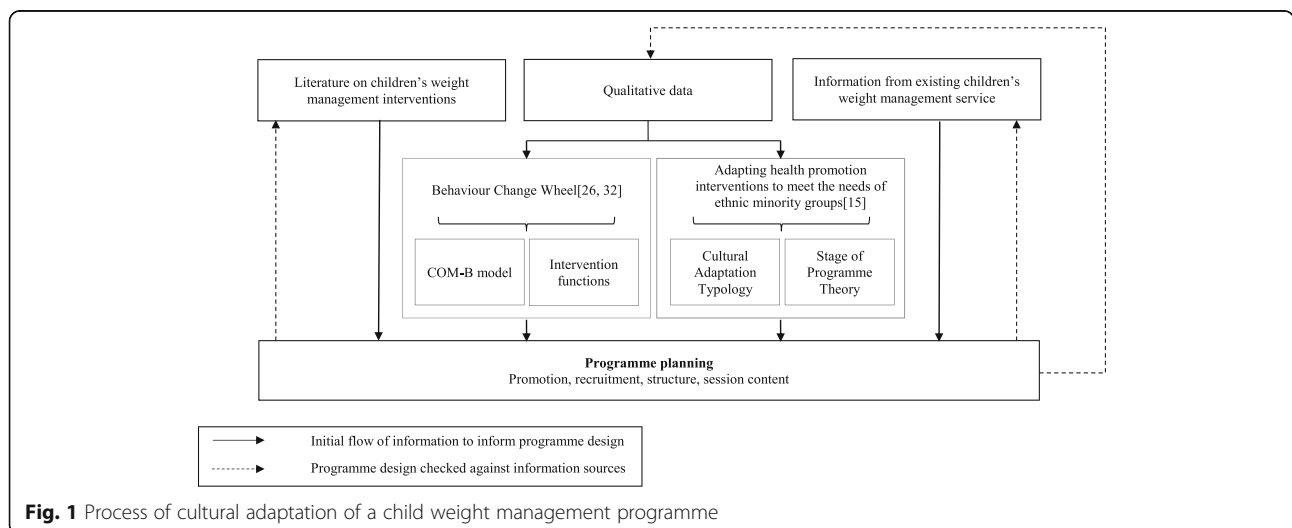 Literature on children's weight
management interventions
Qualitative data
Information from existing children's
weight management service
Behaviour Change Wheel[26, 32]
COM-B model
Intervention
functions
Adapting health promotion
interventions to meet the needs of
ethnic minority groups[15]
Cultural
Adaptation
Typology
Stage of
Programme
Theory
Programme planning
Promotion, recruitment, structure, session content
Initial flow of information to inform programme design
Programme design checked against information sources
Fig. 1 Process of cultural adaptation of a child weight management programme